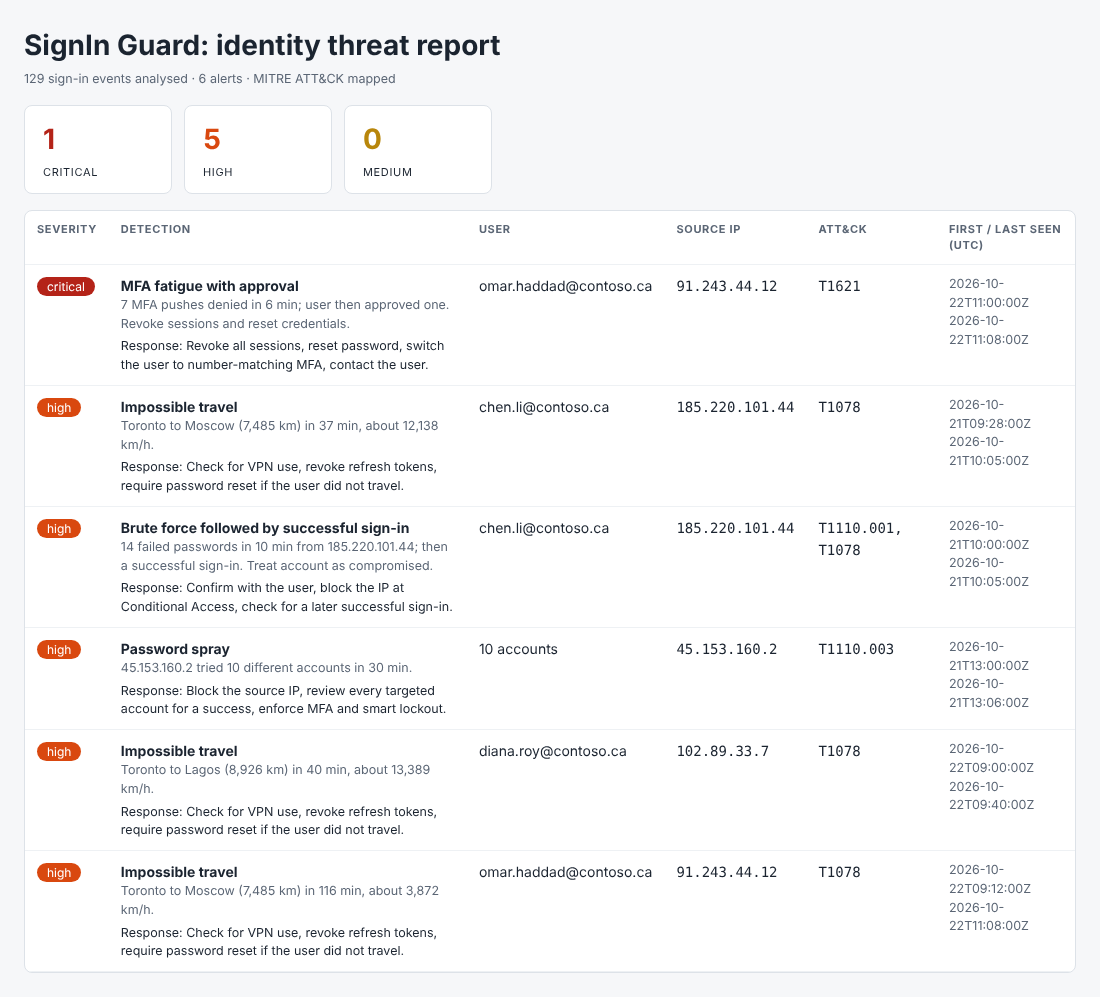 SignIn Guard: identity threat report
129 sign-in events analysed · 6 alerts · MITRE ATT&CK mapped
1
CRITICAL
5
HIGH
0
MEDIUM
SEVERITY DETECTION USER SOURCE IP ATT&CK FIRST / LAST SEEN
(UTC)
critical MFA fatigue with approval omar.haddad@contoso.ca 91.243.44.12 T1621 2026-10-
22T11:00:00Z
7 MFA pushes denied in 6 min; user then approved one.
Revoke sessions and reset credentials.
2026-10-
22T11:08:00Z
Response: Revoke all sessions, reset password, switch
the user to number-matching MFA, contact the user.
high Impossible travel chen.li@contoso.ca 185.220.101.44 T1078 2026-10-
21T09:28:00Z
Toronto to Moscow (7,485 km) in 37 min, about 12,138
km/h.
2026-10-
21T10:05:00Z
Response: Check for VPN use, revoke refresh tokens,
require password reset if the user did not travel.
high Brute force followed by successful sign-in chen.li@contoso.ca 185.220.101.44 T1110.001,
T1078
2026-10-
21T10:00:00Z
14 failed passwords in 10 min from 185.220.101.44; then
a successful sign-in. Treat account as compromised.
2026-10-
21T10:05:00Z
Response: Confirm with the user, block the IP at
Conditional Access, check for a later successful sign-in.
high Password spray 10 accounts 45.153.160.2 T1110.003 2026-10-
21T13:00:00Z
45.153.160.2 tried 10 different accounts in 30 min.
2026-10-
21T13:06:00Z
Response: Block the source IP, review every targeted
account for a success, enforce MFA and smart lockout.
high Impossible travel diana.roy@contoso.ca 102.89.33.7 T1078 2026-10-
22T09:00:00Z
Toronto to Lagos (8,926 km) in 40 min, about 13,389
km/h.
2026-10-
22T09:40:00Z
Response: Check for VPN use, revoke refresh tokens,
require password reset if the user did not travel.
high Impossible travel omar.haddad@contoso.ca 91.243.44.12 T1078 2026-10-
22T09:12:00Z
Toronto to Moscow (7,485 km) in 116 min, about 3,872
km/h.
2026-10-
22T11:08:00Z
Response: Check for VPN use, revoke refresh tokens,
require password reset if the user did not travel.